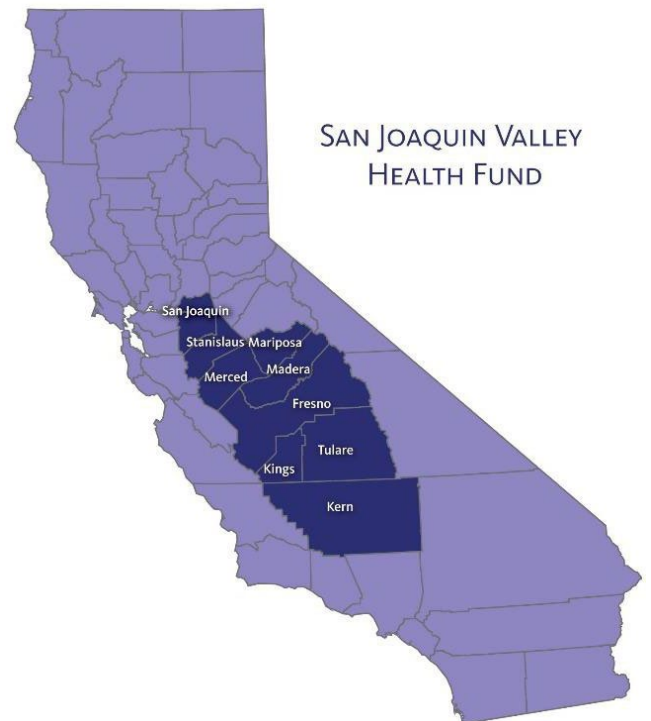 San Joaquin Valley
Health Fund
San Joaquin
Stanislaus
Mariposa
Merced
Madera
Fresno
Tulare
Kings
Kern